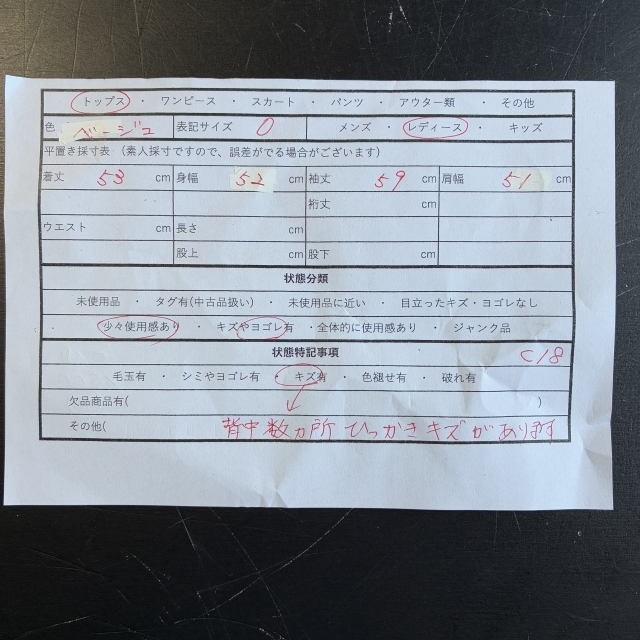 トップス ・ ワンピース ・ スカート ・ パンツ ・ アウター類 ・ その他
色 ベージュ 表記サイズ 0 メンズ ・ レディース ・ キッズ
平置き採寸表 （素人採寸ですので、誤差がでる場合がございます）
着丈 53 cm 身幅 52 cm 袖丈 59 cm 肩幅 51 cm
裄丈 cm
ウエスト cm 長さ cm
股上 cm 股下 cm
状態分類
未使用品 ・ タグ有(中古品扱い) ・ 未使用品に近い ・ 目立ったキズ・ヨゴレなし
少々使用感あり ・ キズやヨゴレ有 ・全体的に使用感あり ・ ジャンク品
状態特記事項 C18
毛玉有 ・ シミやヨゴレ有 ・ キズ有 ・ 色褪せ有 ・ 破れ有
欠品商品有( )
その他( 背中数カ所 ひっかきキズがあります